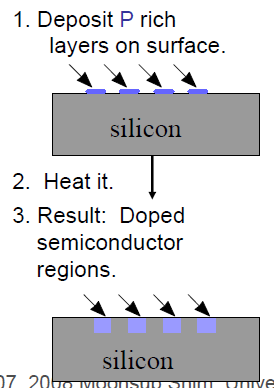 1. Deposit P rich
layers on surface.
silicon
2. Heat it.
3. Result: Doped
semiconductor
regions.
silicon